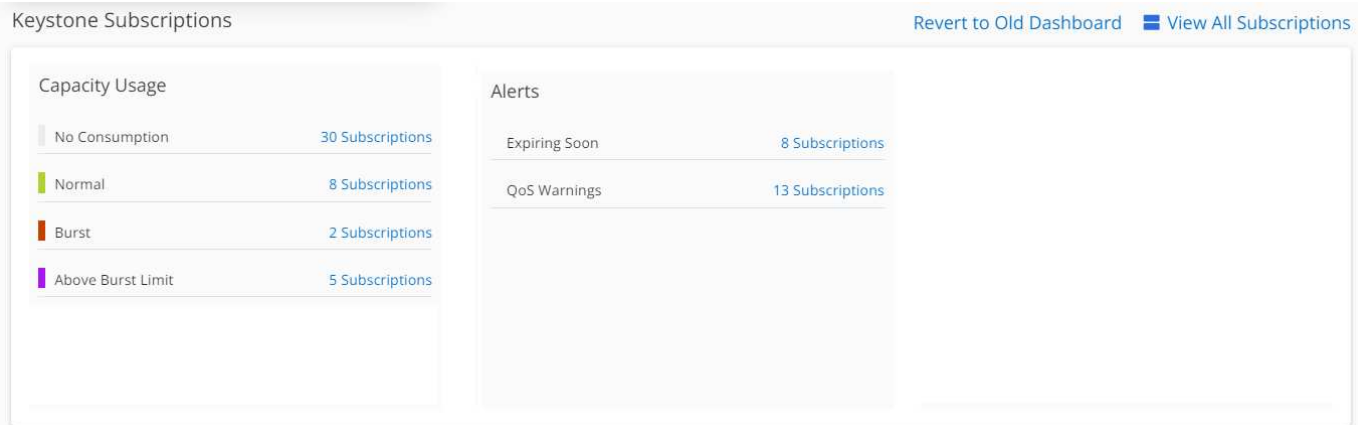 Keystone Subscriptions
Revert to Old Dashboard View All Subscriptions
Capacity Usage
No Consumption 30 Subscriptions
Normal 8 Subscriptions
Burst 2 Subscriptions
Above Burst Limit 5 Subscriptions
Alerts
Expiring Soon 8 Subscriptions
QoS Warnings 13 Subscriptions